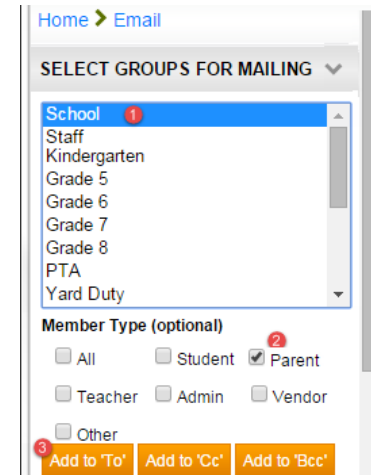 Home > Email
SELECT GROUPS FOR MAILING
School 1
Staff
Kindergarten
Grade 5
Grade 6
Grade 7
Grade 8
PTA
Yard Duty
Member Type (optional)
2
All Student Parent
Teacher Admin Vendor
Other
3
Add to 'To' Add to 'Cc' Add to 'Bcc'